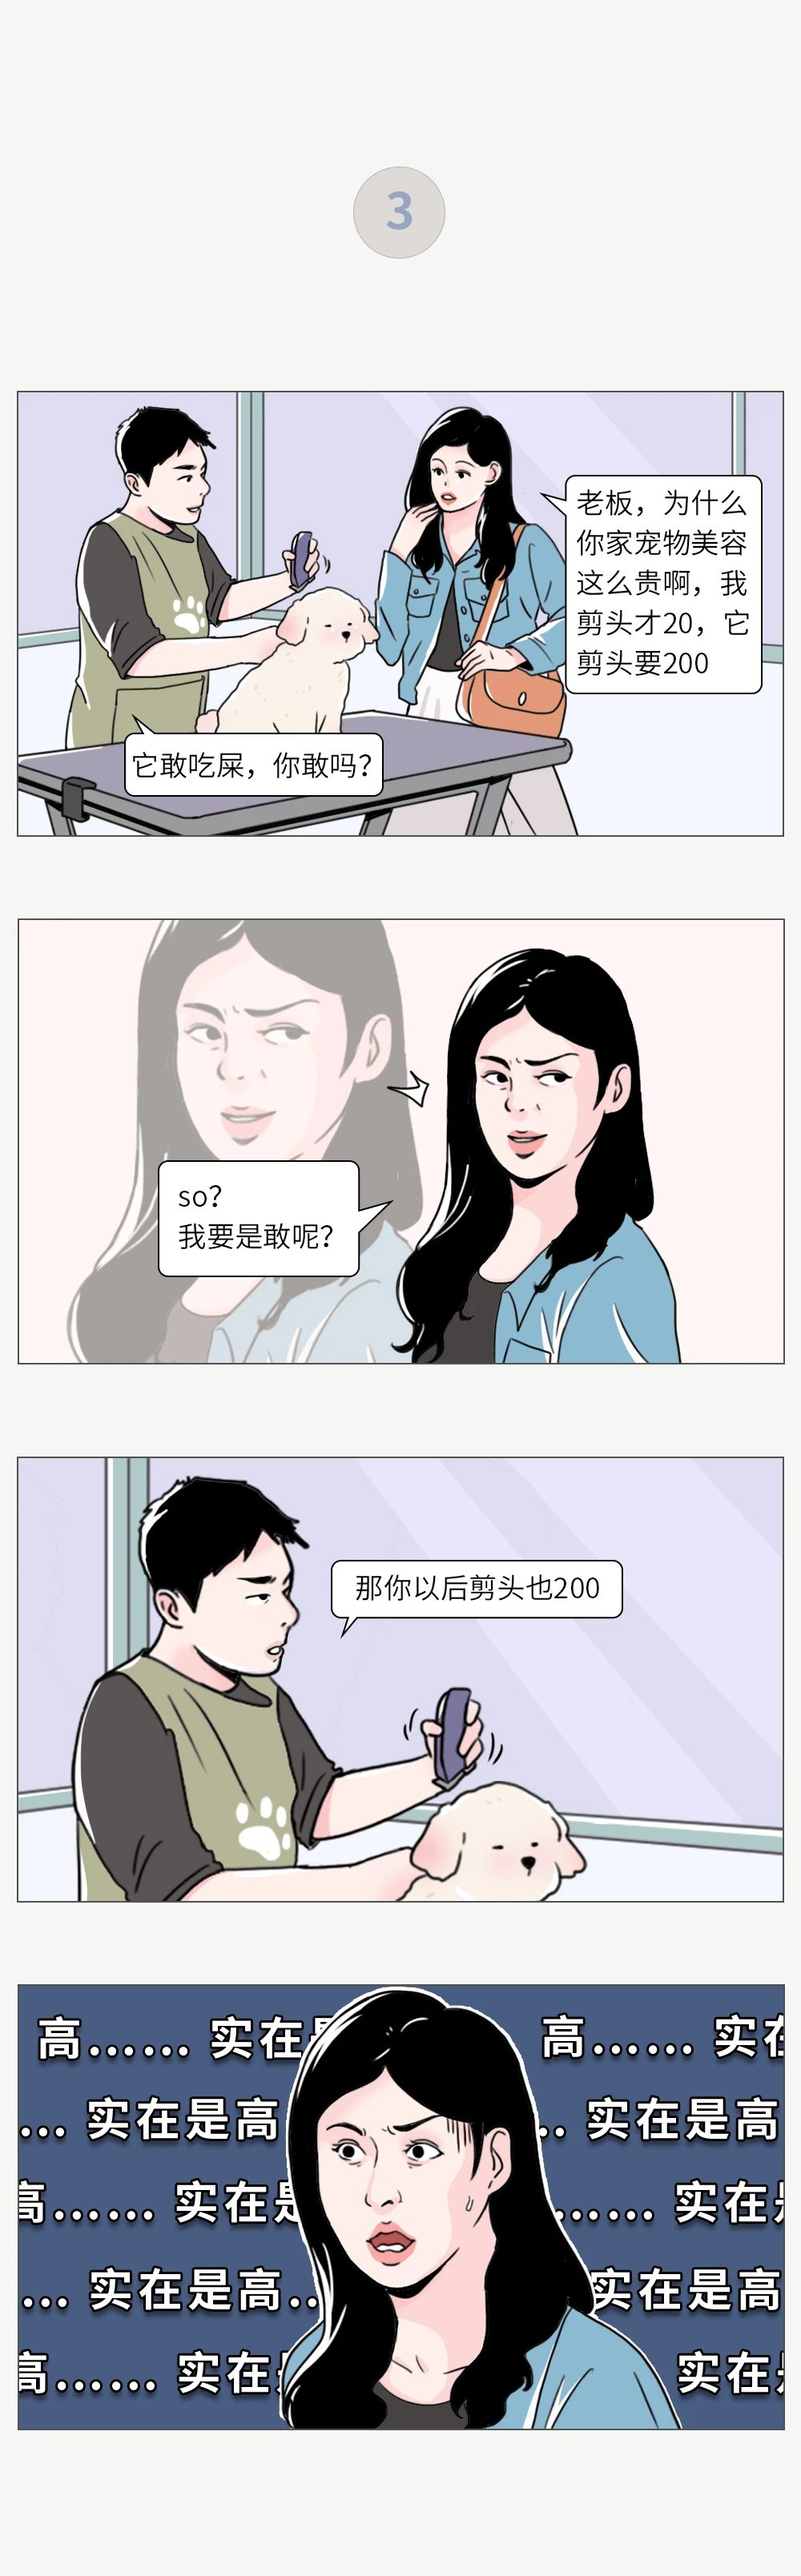 3
老板，为什么
你家宠物美容
这么贵啊，我
剪头才20，它
剪头要200
它敢吃屎，你敢吗？
so？
我要是敢呢？
那你以后剪头也200
高…… 实在是
高…… 实在
… 实在是高
… 实在是高
高…… 实在是
…… 实在是
… 实在是高…
实在是高
高…… 实在是
实在是